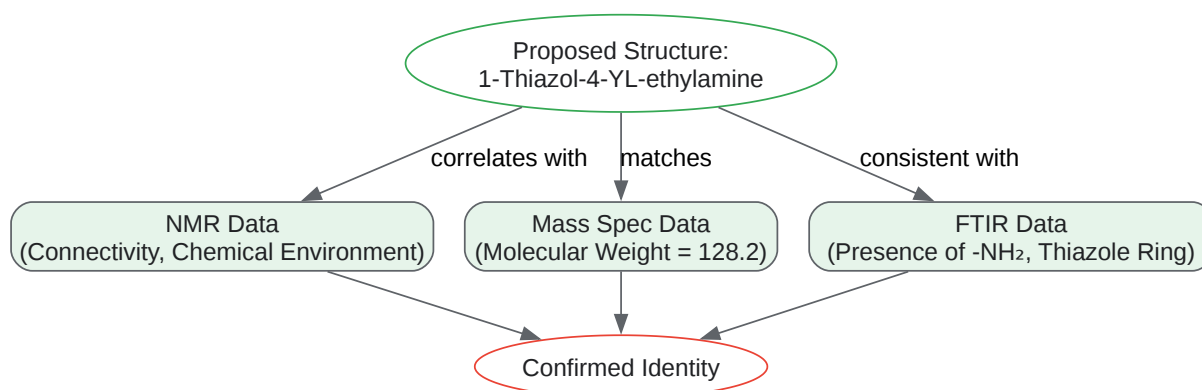 Proposed Structure:
1-Thiazol-4-YL-ethylamine
correlates with
matches
consistent with
NMR Data
(Connectivity, Chemical Environment)
Mass Spec Data
(Molecular Weight = 128.2)
FTIR Data
(Presence of -NH₂, Thiazole Ring)
Confirmed Identity